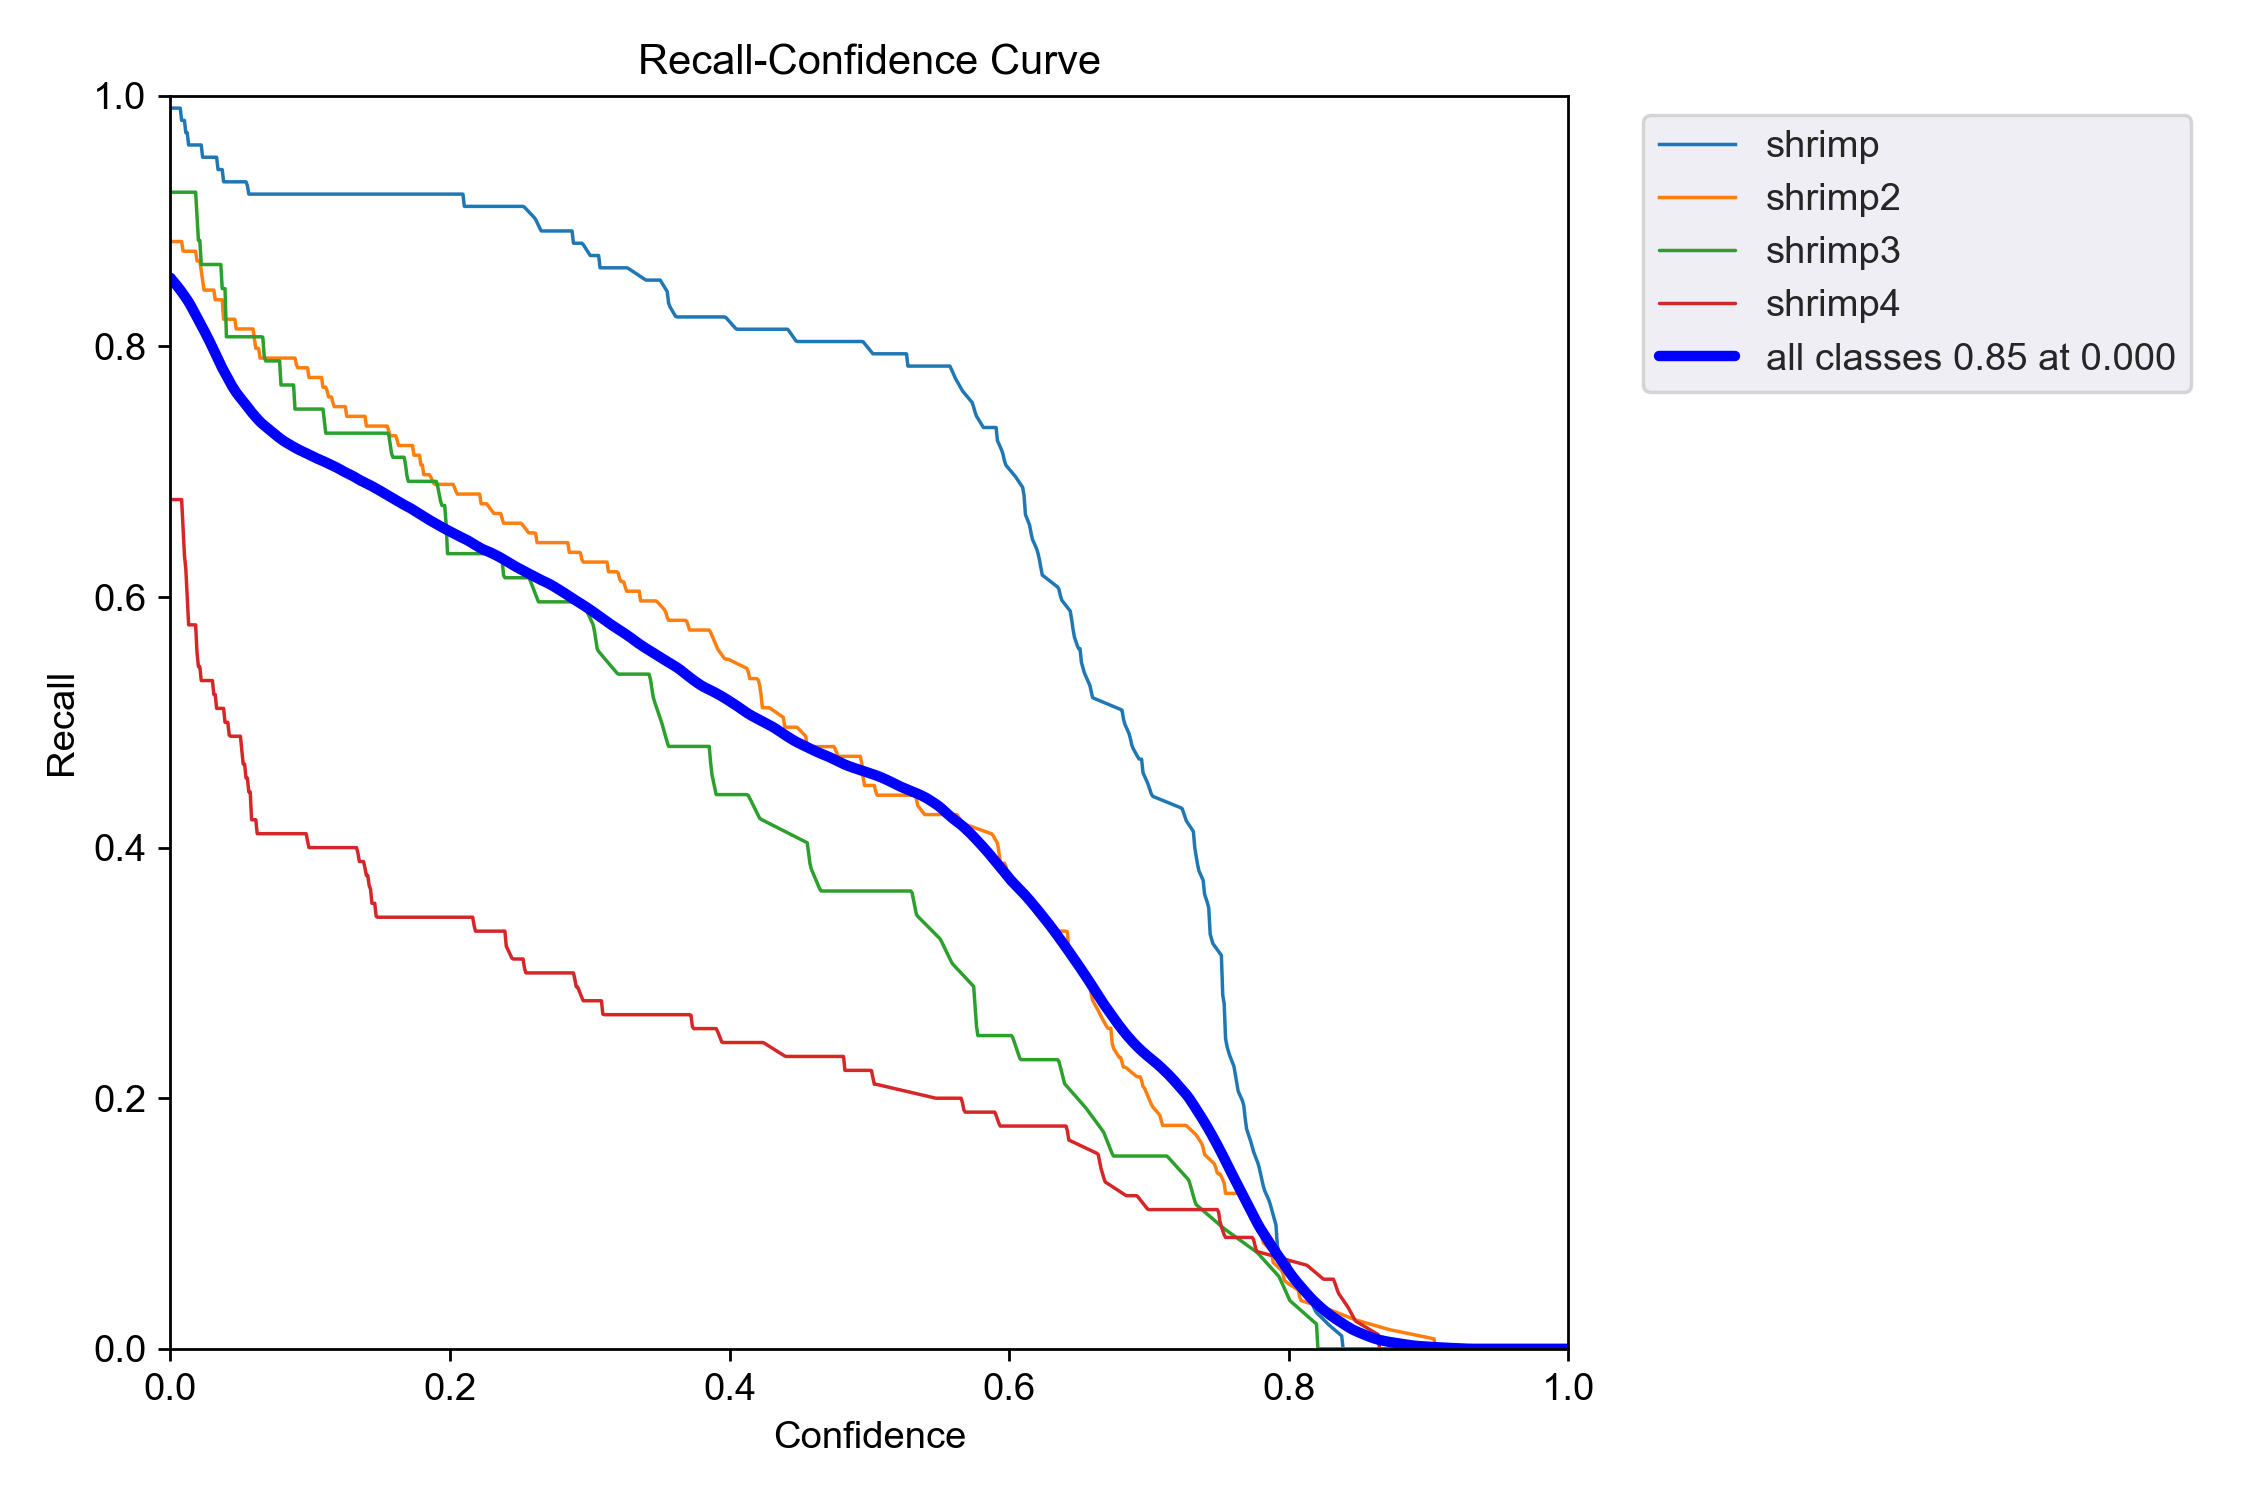 Recall-Confidence Curve
1.0
0.8
0.6
0.4
0.2
0.0
Recall
0.0 0.2 0.4 0.6 0.8 1.0
Confidence
shrimp
shrimp2
shrimp3
shrimp4
all classes 0.85 at 0.000